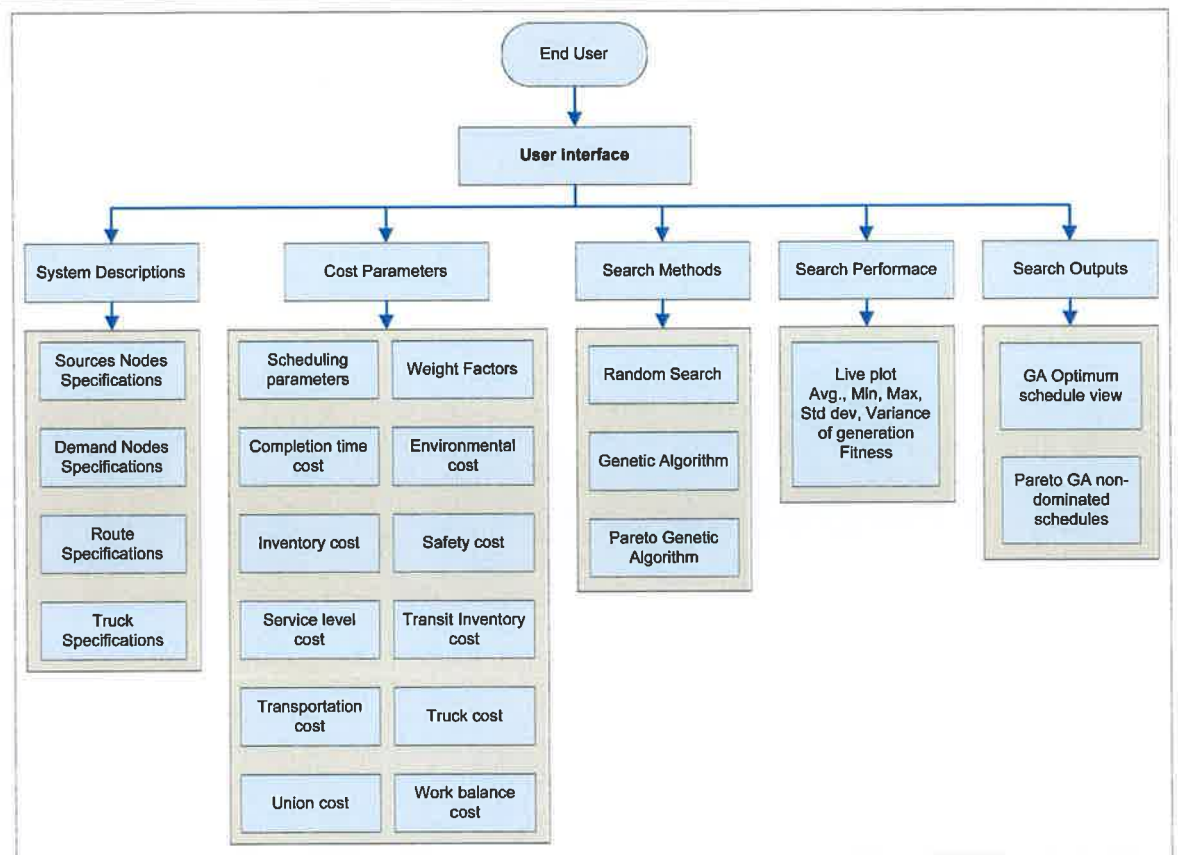 End User
User Interface
System Descriptions
Cost Parameters
Search Methods
Search Performace
Search Outputs
Sources Nodes
Specifications
Demand Nodes
Specifications
Route
Specifications
Truck
Specifications
Scheduling
parameters
Weight Factors
Completion time
cost
Environmental
cost
Inventory cost
Safety cost
Service level
cost
Transit Inventory
cost
Transportation
cost
Truck cost
Union cost
Work balance
cost
Random Search
Genetic Algorithm
Pareto Genetic
Algorithm
Live plot
Avg., Min, Max,
Std dev, Variance
of generation
Fitness
GA Optimum
schedule view
Pareto GA non-
dominated
schedules